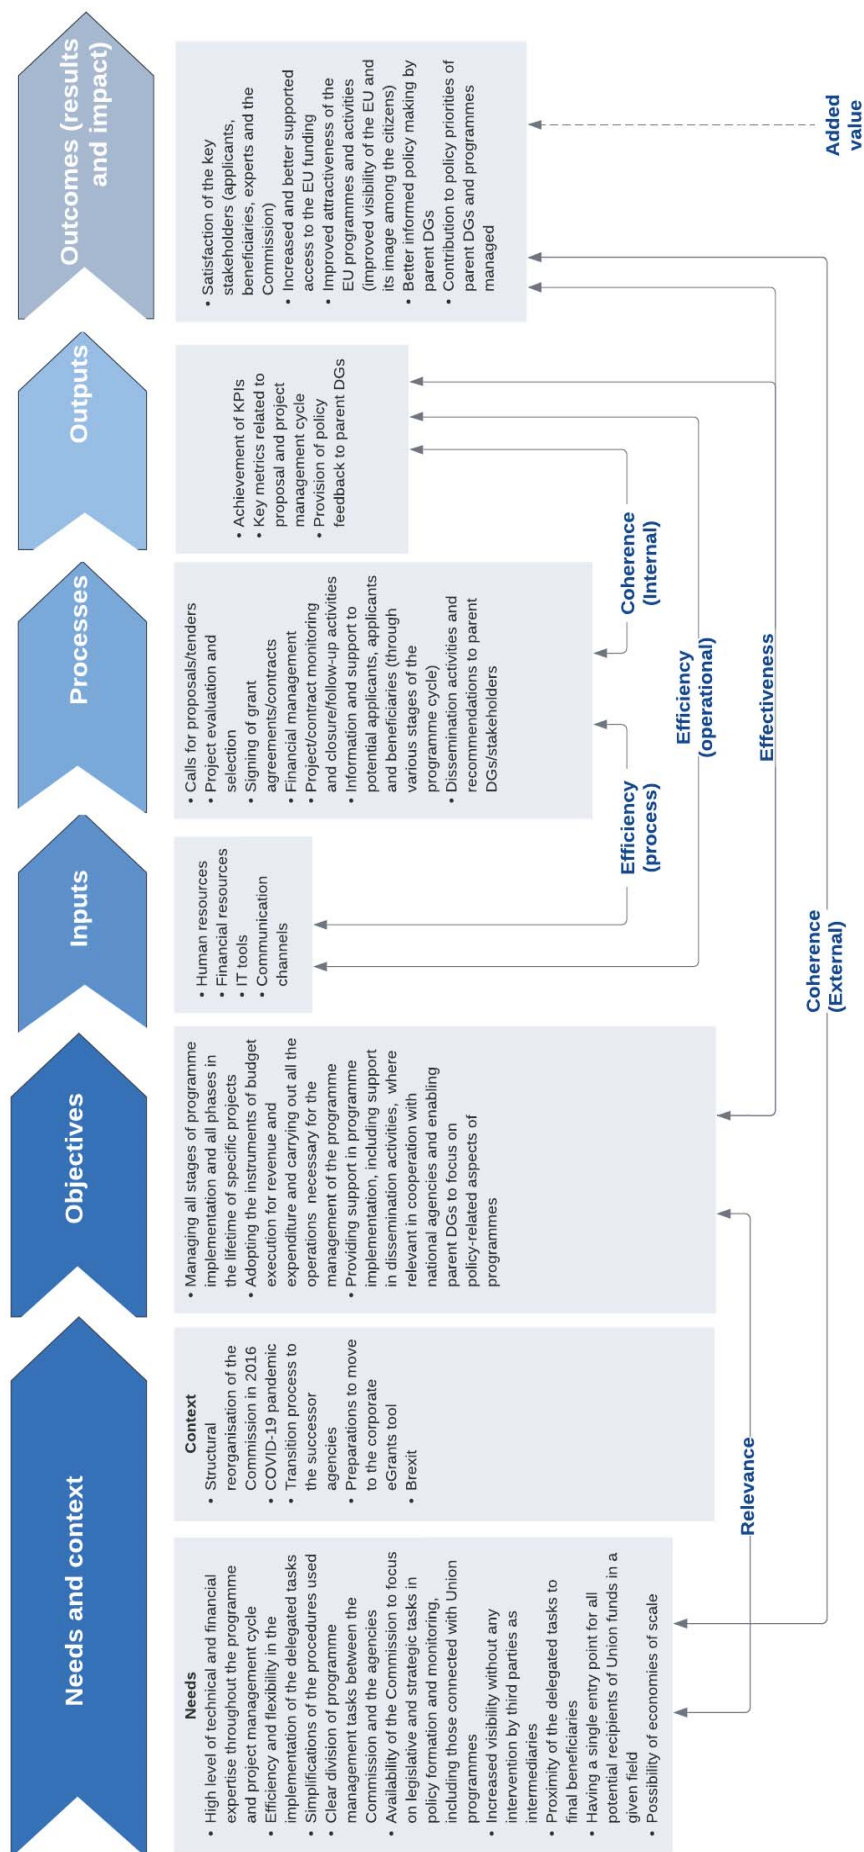 Needs and context
Needs
• High level of technical and financial
expertise throughout the programme
and project management cycle
• Efficiency and flexibility in the
implementation of the delegated tasks
• Simplifications of the procedures used
• Clear division of programme
management tasks between the
Commission and the agencies
• Availability of the Commission to focus
on legislative and strategic tasks in
policy formation and monitoring,
including those connected with Union
programmes
• Increased visibility without any
intervention by third parties as
intermediaries
• Proximity of the delegated tasks to
final beneficiaries
• Having a single entry point for all
potential recipients of Union funds in a
given field
• Possibility of economies of scale
Context
• Structural
reorganisation of the
Commission in 2016
• COVID-19 pandemic
• Transition process to
the successor
agencies
• Preparations to move
to the corporate
eGrants tool
• Brexit
Objectives
• Managing all stages of programme
implementation and all phases in
the lifetime of specific projects
• Adopting the instruments of budget
execution for revenue and
expenditure and carrying out all the
operations necessary for the
management of the programme
• Providing support in programme
implementation, including support
in dissemination activities, where
relevant in cooperation with
national agencies and enabling
parent DGs to focus on
policy-related aspects of
programmes
Inputs
• Human resources
• Financial resources
• IT tools
• Communication
channels
Processes
• Calls for proposals/tenders
• Project evaluation and
selection
• Signing of grant
agreements/contracts
• Financial management
• Project/contract monitoring
and closure/follow-up activities
• Information and support to
potential applicants, applicants
and beneficiaries (through
various stages of the
programme cycle)
• Dissemination activities and
recommendations to parent
DGs/stakeholders
Outputs
• Achievement of KPIs
• Key metrics related to
proposal and project
management cycle
• Provision of policy
feedback to parent DGs
Outcomes (results
and impact)
• Satisfaction of the key
stakeholders (applicants,
beneficiaries, experts and the
Commission)
• Increased and better supported
access to the EU funding
• Improved attractiveness of the
EU programmes and activities
(improved visibility of the EU and
its image among the citizens)
• Better informed policy making by
parent DGs
• Contribution to policy priorities of
parent DGs and programmes
managed
Efficiency
(process)
Coherence
(Internal)
Efficiency
(operational)
Relevance
Effectiveness
Coherence
(External)
Added
value